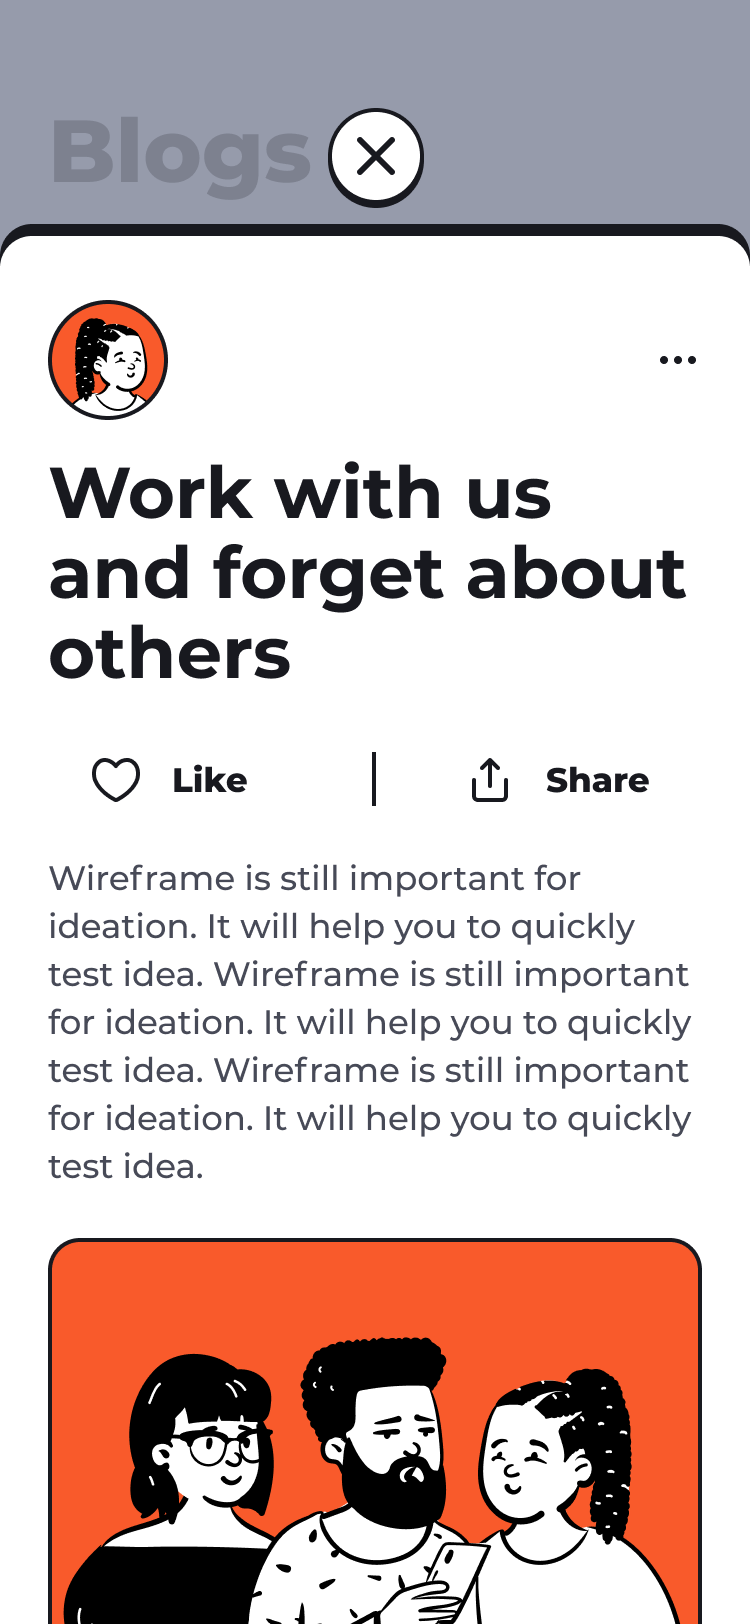 Blogs
Work with us
and forget about
others
Like
Share
Wireframe is still important for
ideation. It will help you to quickly
test idea. Wireframe is still important
for ideation. It will help you to quickly
test idea. Wireframe is still important
for ideation. It will help you to quickly
test idea.